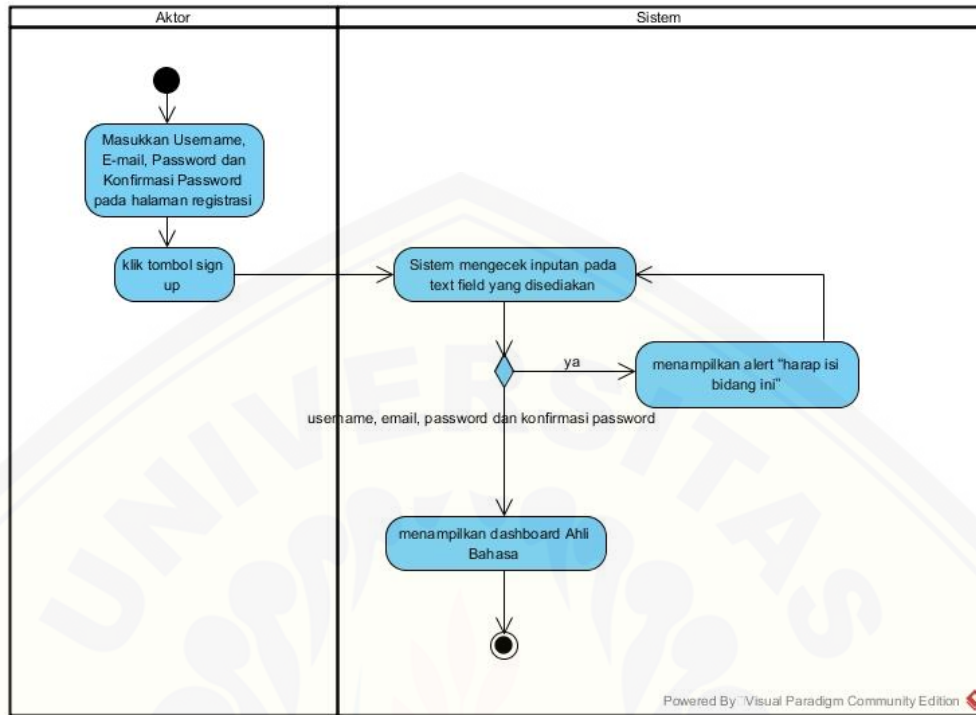 Aktor
Sistem
Masukkan Username,
E-mail, Password dan
Konfirmasi Password
pada halaman registrasi
klik tombol sign
up
Sistem mengecek inputan pada
text field yang disediakan
ya
menampilkan alert "harap isi
bidang ini"
username, email, password dan konfirmasi password
menampilkan dashboard Ahli
Bahasa
UNIVERSITAS
Powered By Visual Paradigm Community Edition